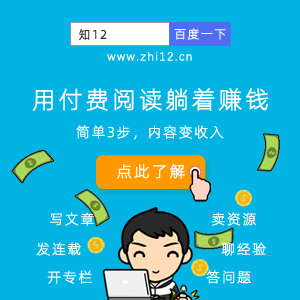 知12 百度一下
www.zhi12.cn
用付费阅读躺着赚钱
简单3步，内容变收入
点此了解
写文章 卖资源
发连载 聊经验
开专栏 答问题